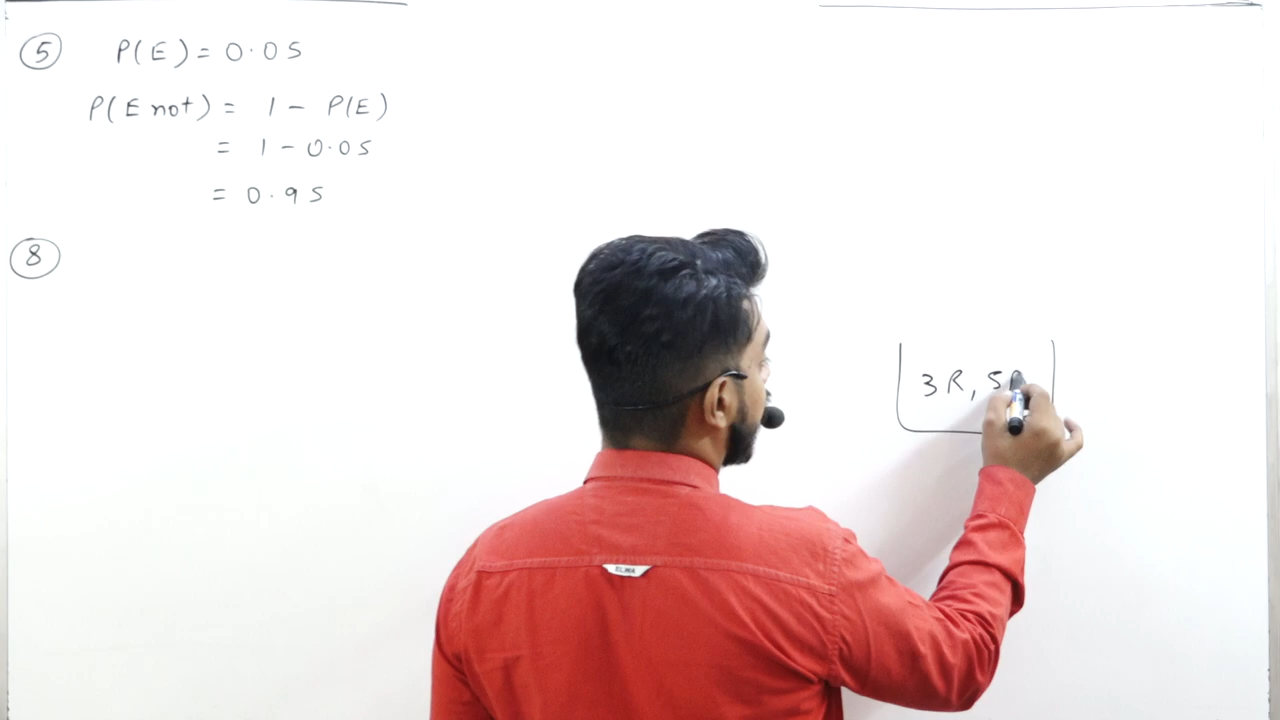 5 P(E) = 0.05
P(E not) = 1 - P(E)
= 1 - 0.05
= 0.95
8
3R, 5